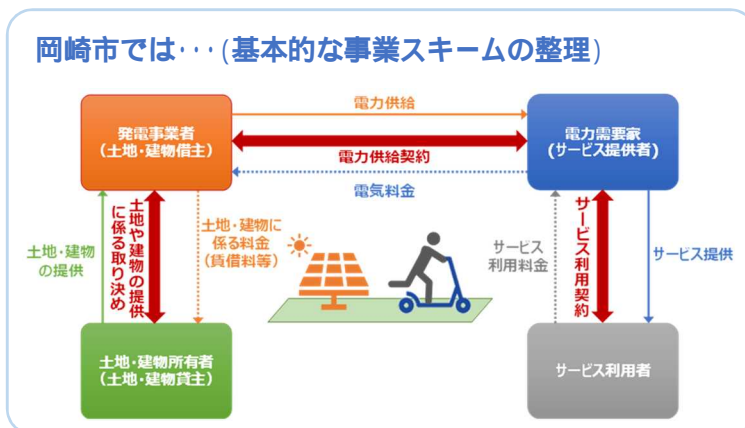 岡崎市では･･･(基本的な事業スキームの整理)
電力供給
発電事業者
(土地・建物借主)
電力供給契約
電力需要家
(サービス提供者)
電気料金
土地・建物
の提供
土地や建物の提供
に係る取り決め
土地・建物に
係る料金
(賃借料等)
サービス
利用料金
サービス利用契約
サービス提供
土地・建物所有者
(土地・建物貸主)
サービス利用者